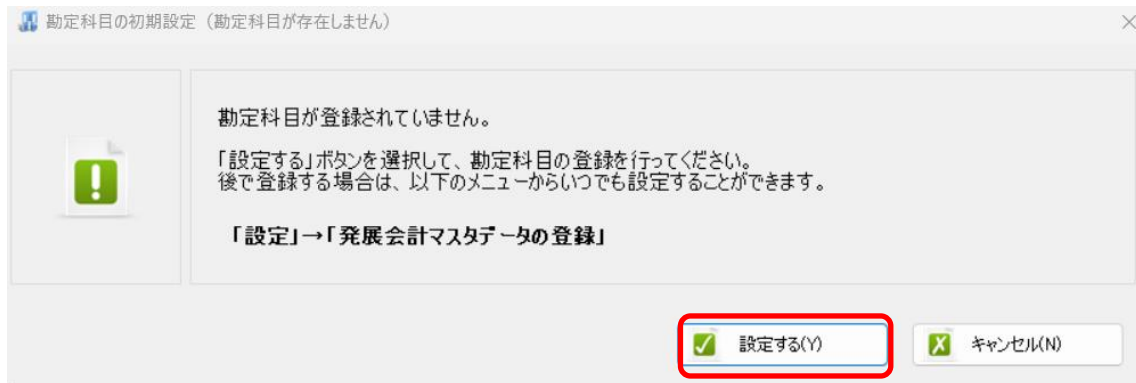 勘定科目の初期設定（勘定科目が存在しません）
勘定科目が登録されていません。
「設定する」ボタンを選択して、勘定科目の登録を行ってください。
後で登録する場合は、以下のメニューからいつでも設定することができます。
「設定」→「発展会計マスタデータの登録」
設定する(Y)
キャンセル(N)